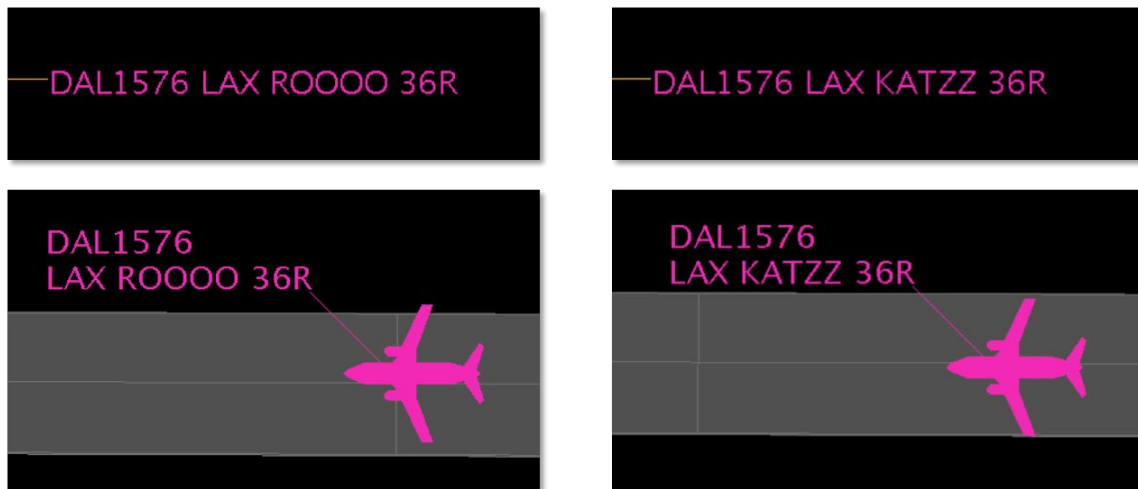 DAL1576 LAX ROOOO 36R
DAL1576 LAX KATZZ 36R
DAL1576
LAX ROOOO 36R
DAL1576
LAX KATZZ 36R